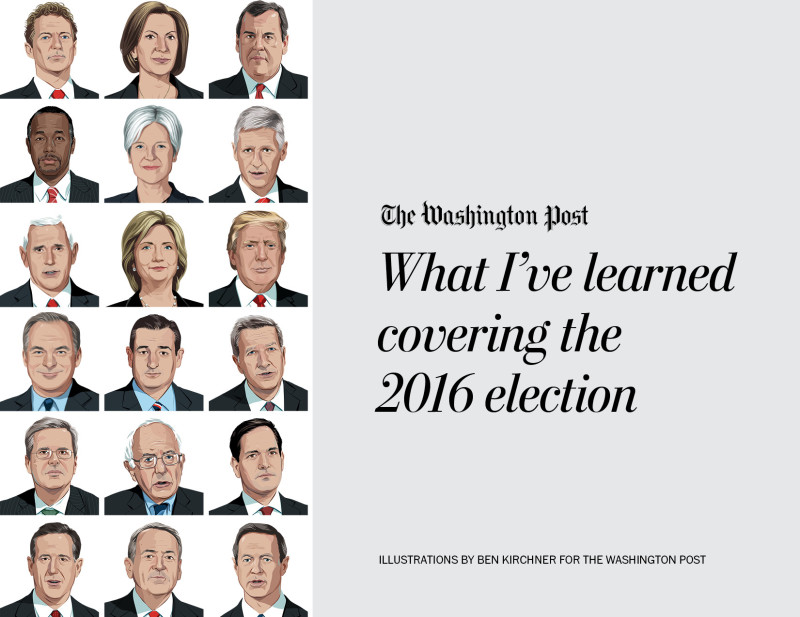 The Washington Post
What I’ve learned
covering the
2016 election
ILLUSTRATIONS BY BEN KIRCHNER FOR THE WASHINGTON POST